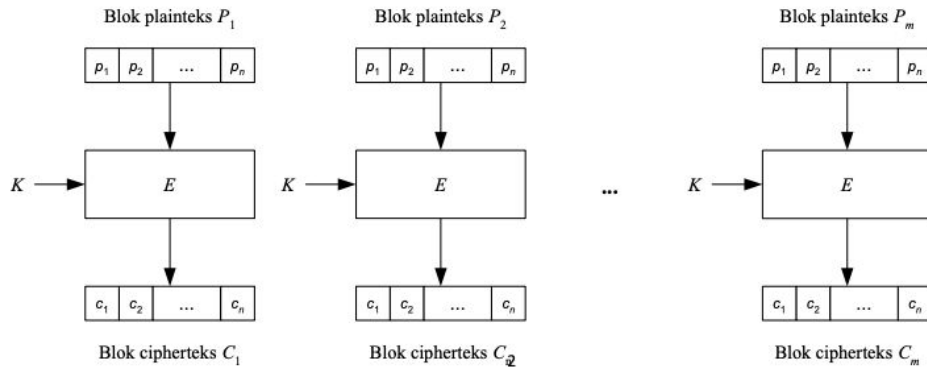 Blok plainteks P₁ Blok plainteks P₂ Blok plainteks Pₘ
p₁ p₂ ... pₙ p₁ p₂ ... pₙ p₁ p₂ ... pₙ
K E K E ... K E
c₁ c₂ ... cₙ c₁ c₂ ... cₙ c₁ c₂ ... cₙ
Blok cipherteks C₁ Blok cipherteks C₂ Blok cipherteks Cₘ